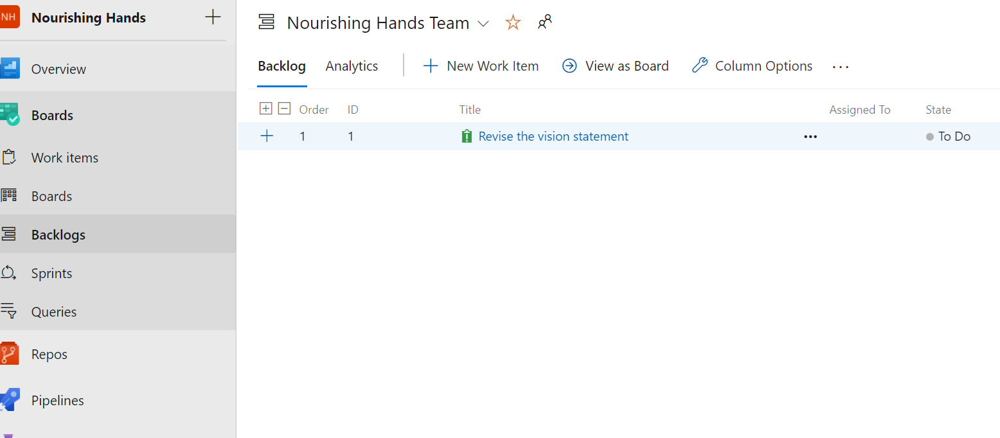 NH Nourishing Hands
Overview
Boards
Work items
Boards
Backlogs
Sprints
Queries
Repos
Pipelines
Nourishing Hands Team
Backlog Analytics New Work Item View as Board Column Options ...
Order ID Title Assigned To State
1 1 Revise the vision statement ... To Do